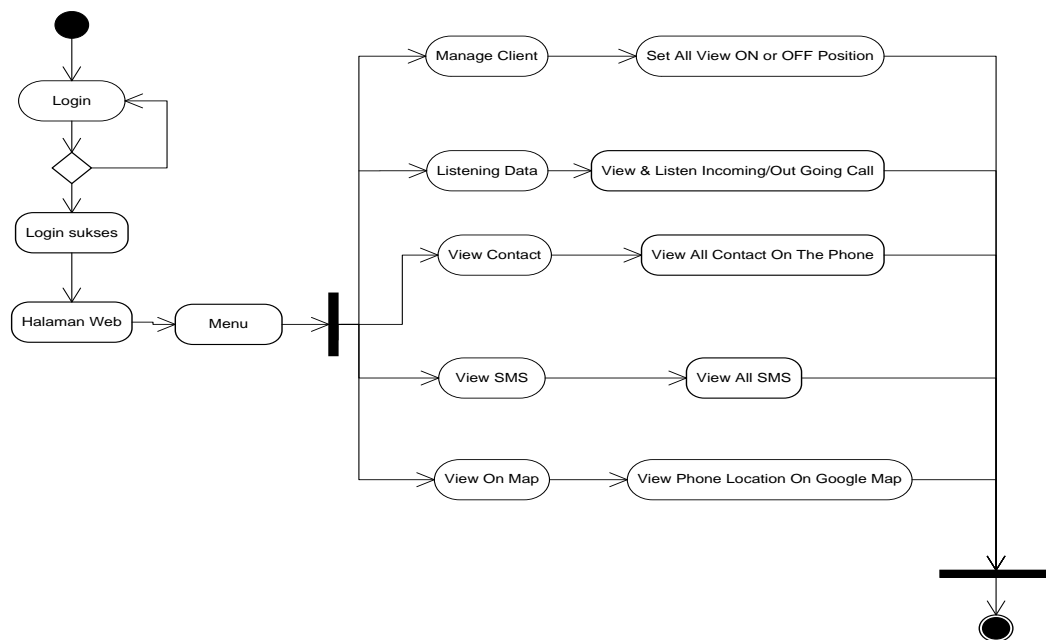 Login
Login sukses
Halaman Web
Menu
Manage Client
Set All View ON or OFF Position
Listening Data
View & Listen Incoming/Out Going Call
View Contact
View All Contact On The Phone
View SMS
View All SMS
View On Map
View Phone Location On Google Map